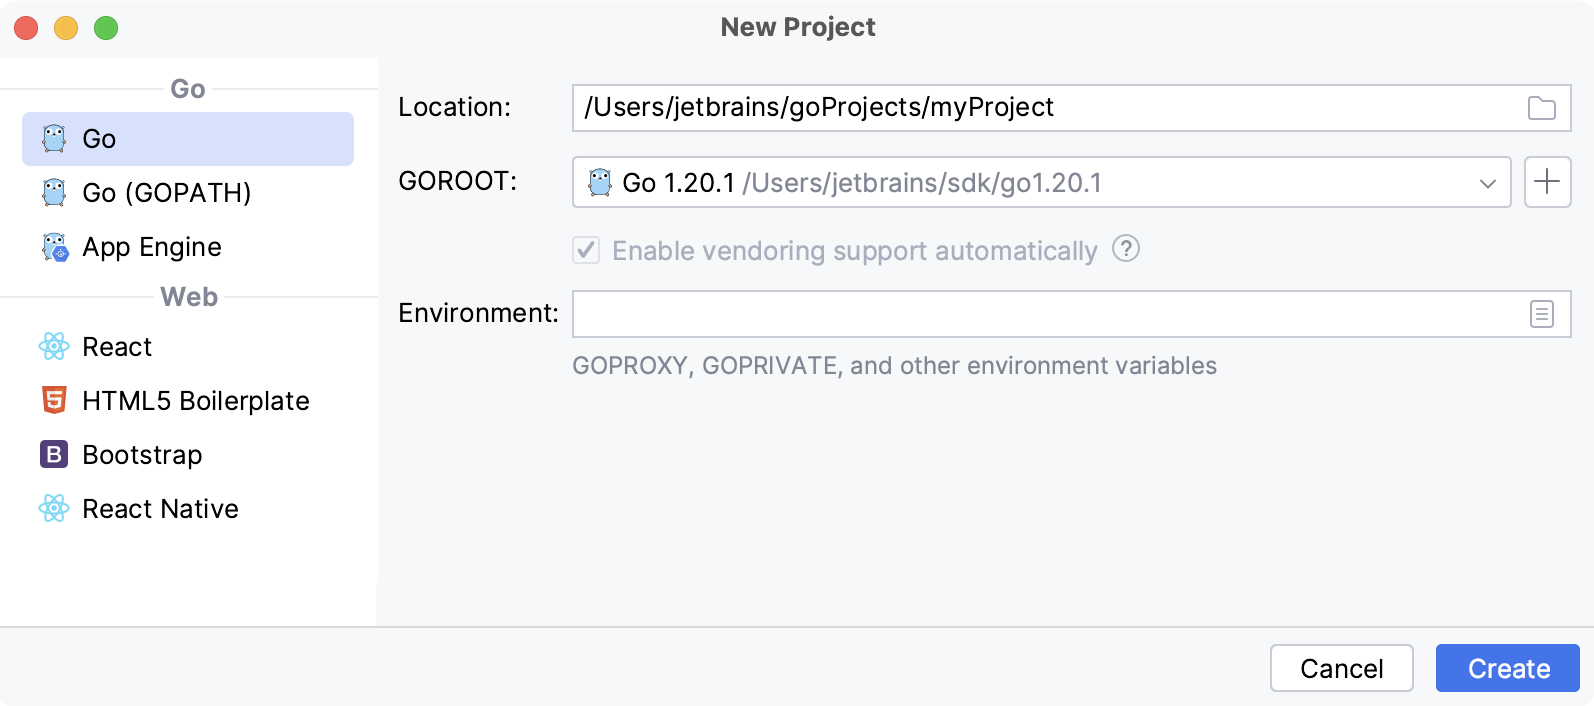 New Project
Go
Go
Go (GOPATH)
App Engine
Web
React
HTML5 Boilerplate
Bootstrap
React Native
Location:
/Users/jetbrains/goProjects/myProject
GOROOT:
Go 1.20.1 /Users/jetbrains/sdk/go1.20.1
Enable vendoring support automatically
Environment:
GOPROXY, GOPRIVATE, and other environment variables
Cancel
Create